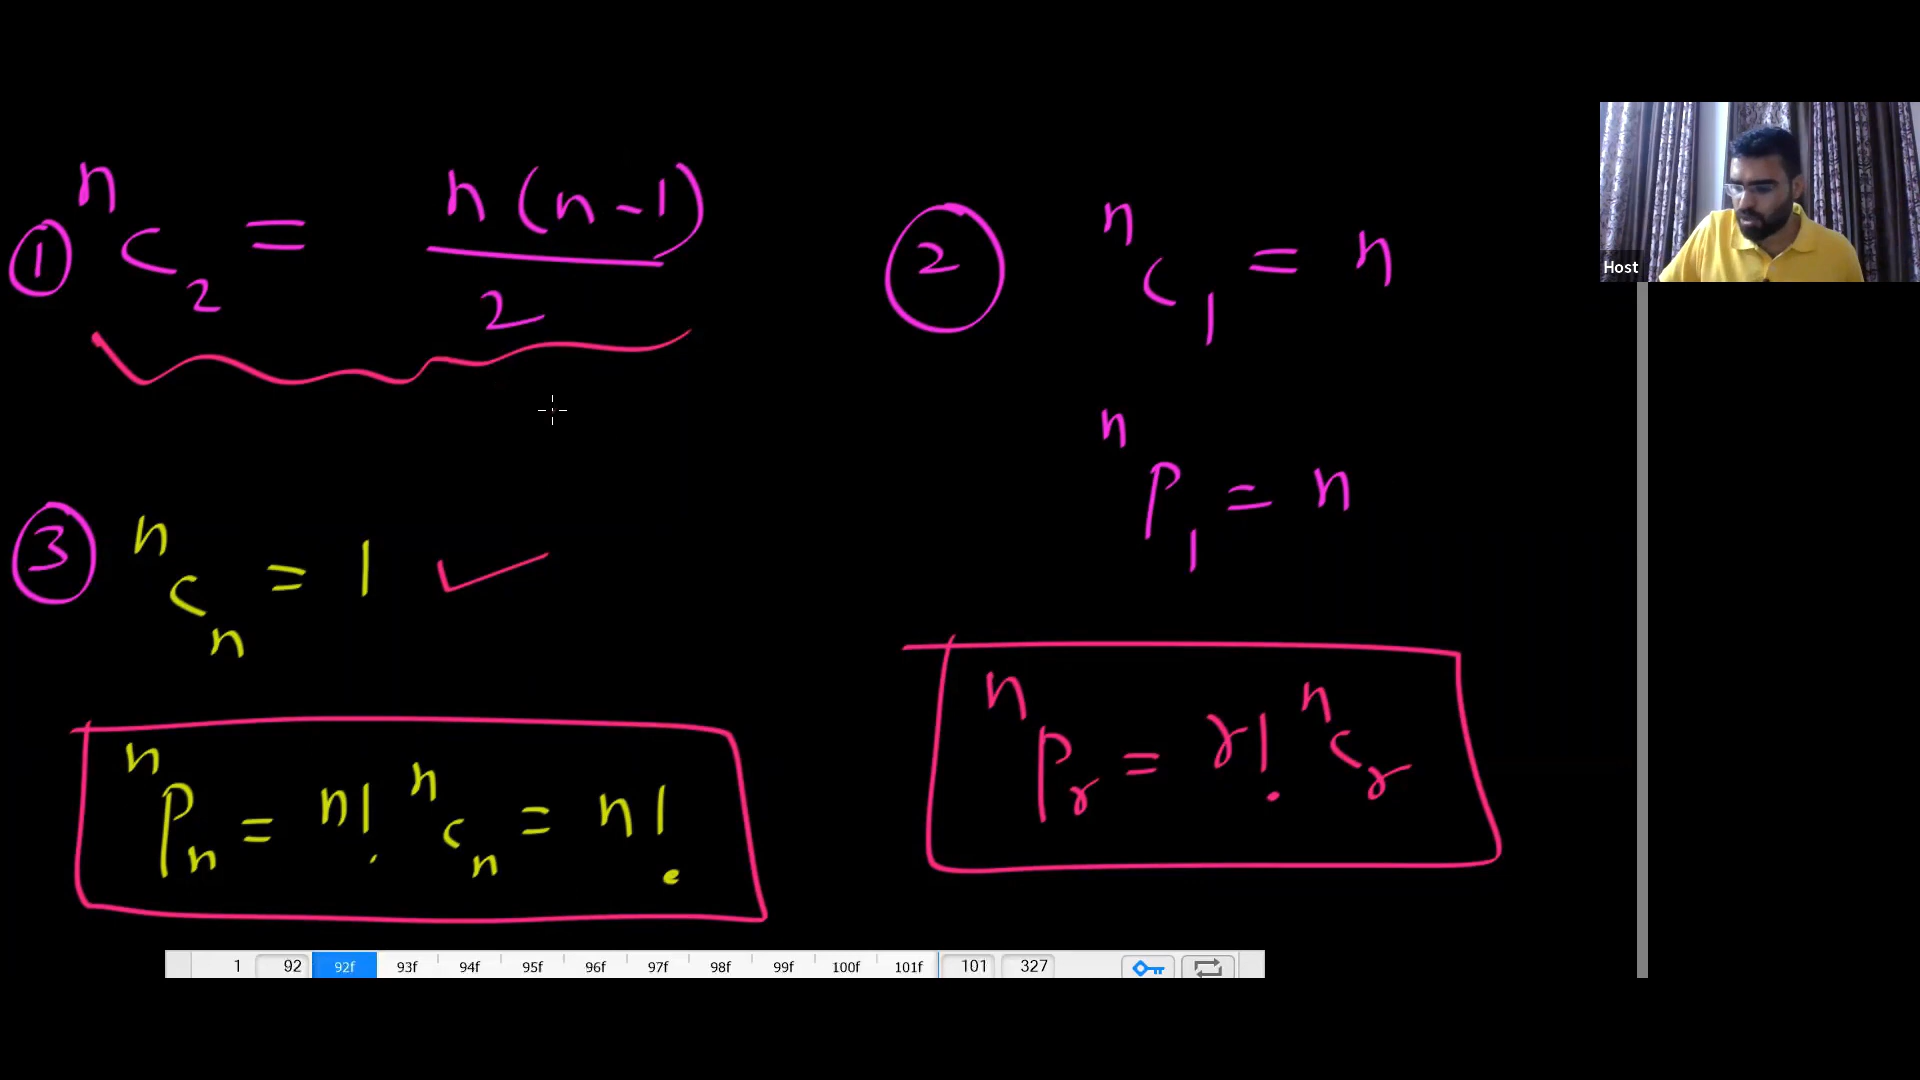 ① ⁿC₂ = n(n-1)/2
② ⁿC₁ = n
ⁿP₁ = n
③ ⁿCₙ = 1 ✓
ⁿPₙ = n! ⁿCₙ = n!
ⁿPᵣ = r! ⁿCᵣ
Host
1 92 92f 93f 94f 95f 96f 97f 98f 99f 100f 101f 101 327